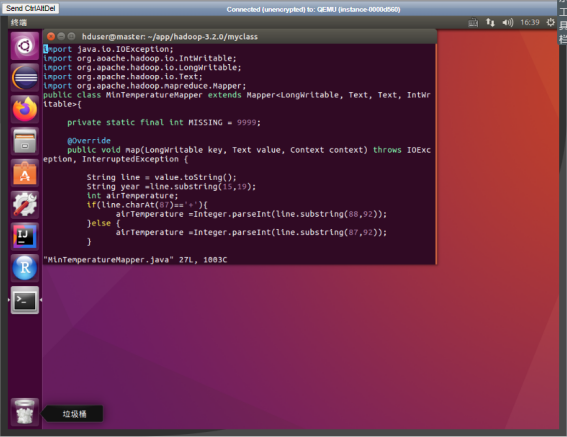 Send CtrlAltDel
Connected (unencrypted) to: QEMU (instance-0000d560)
终端
16:39
工
具
栏
hduser@master: ~/app/hadoop-3.2.0/myclass
import java.io.IOException;
import org.aoache.hadoop.io.IntWritable;
import org.apache.hadoop.io.LongWritable;
import org.apache.hadoop.io.Text;
import org.apache.hadoop.mapreduce.Mapper;
public class MinTemperatureMapper extends Mapper<LongWritable, Text, Text, IntWr
itable>{
private static final int MISSING = 9999;
@Override
public void map(LongWritable key, Text value, Context context) throws IOExc
eption, InterruptedException {
String line = value.toString();
String year =line.substring(15,19);
int airTemperature;
if(line.charAt(87)=='+'){
airTemperature =Integer.parseInt(line.substring(88,92));
}else {
airTemperature =Integer.parseInt(line.substring(87,92));
}
"MinTemperatureMapper.java" 27L, 1003C
垃圾桶